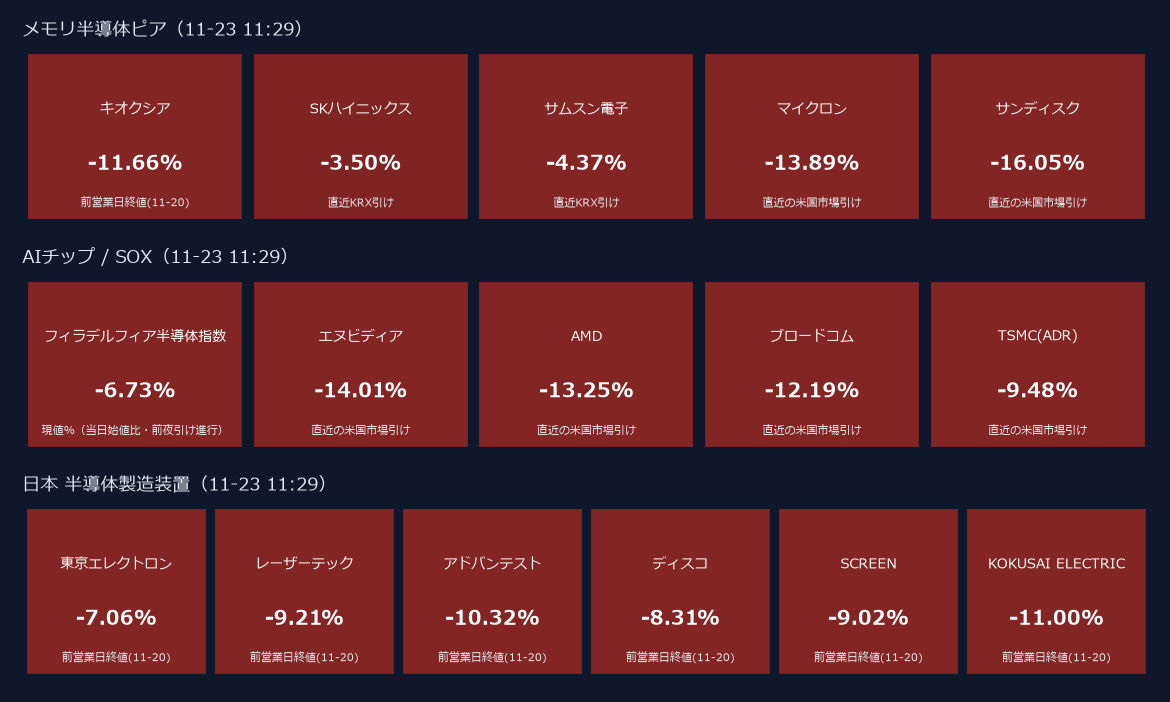 メモリ半導体ピア（11-23 11:29）
キオクシア
-11.66%
前営業日終値(11-20)
SKハイニックス
-3.50%
直近KRX引け
サムスン電子
-4.37%
直近KRX引け
マイクロン
-13.89%
直近の米国市場引け
サンディスク
-16.05%
直近の米国市場引け
AIチップ / SOX（11-23 11:29）
フィラデルフィア半導体指数
-6.73%
現値%（当日始値比・前夜引け進行）
エヌビディア
-14.01%
直近の米国市場引け
AMD
-13.25%
直近の米国市場引け
ブロードコム
-12.19%
直近の米国市場引け
TSMC(ADR)
-9.48%
直近の米国市場引け
日本 半導体製造装置（11-23 11:29）
東京エレクトロン
-7.06%
前営業日終値(11-20)
レーザーテック
-9.21%
前営業日終値(11-20)
アドバンテスト
-10.32%
前営業日終値(11-20)
ディスコ
-8.31%
前営業日終値(11-20)
SCREEN
-9.02%
前営業日終値(11-20)
KOKUSAI ELECTRIC
-11.00%
前営業日終値(11-20)